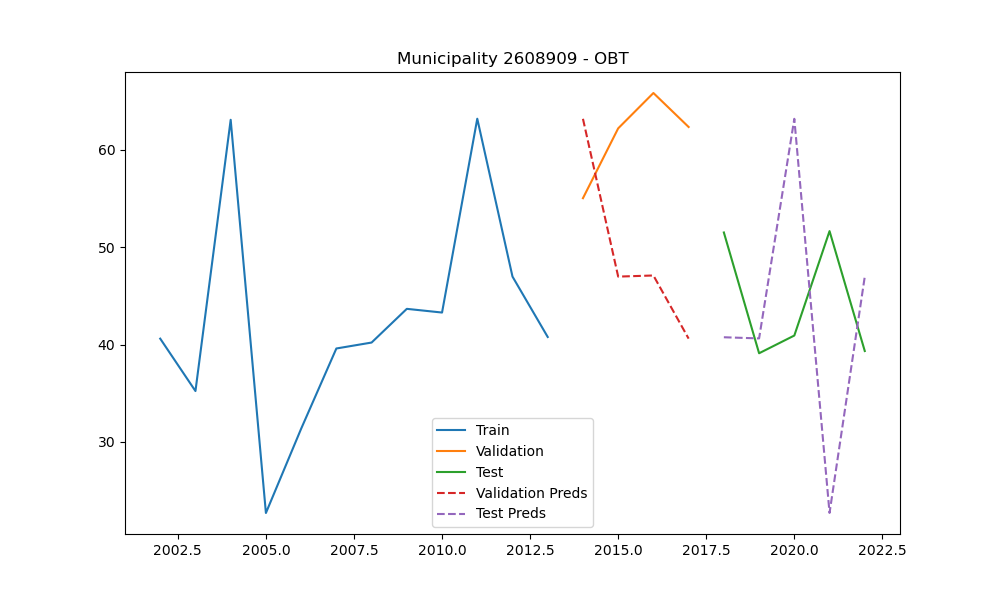 Municipality 2608909 - OBT
60
50
40
30
Train
Validation
Test
Validation Preds
Test Preds
2002.5 2005.0 2007.5 2010.0 2012.5 2015.0 2017.5 2020.0 2022.5